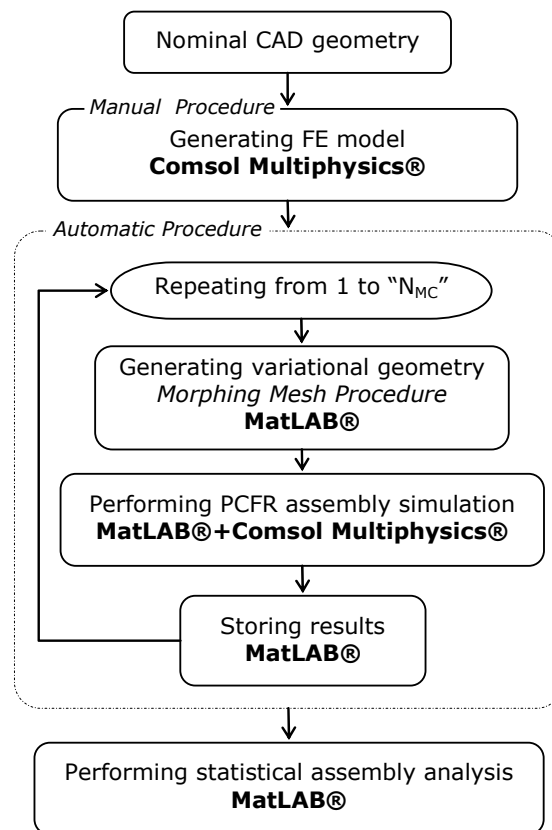 Nominal CAD geometry
Manual Procedure
Generating FE model
Comsol Multiphysics®
Automatic Procedure
Repeating from 1 to “NMC”
Generating variational geometry
Morphing Mesh Procedure
MatLAB®
Performing PCFR assembly simulation
MatLAB®+Comsol Multiphysics®
Storing results
MatLAB®
Performing statistical assembly analysis
MatLAB®